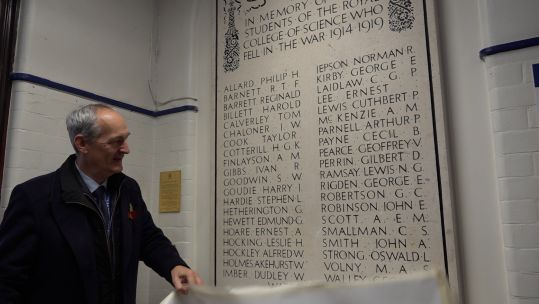 IN MEMORY OF
STUDENTS OF THE ROYAL
COLLEGE OF SCIENCE WHO
FELL IN THE WAR 1914-1919
ALLARD PHILIP H.
BARNETT R.T.F.
BARRETT REGINALD
BILLETT HAROLD
CALVERLEY TOM
CHALONER J.W.
COOK TAYLOR
COTTERILL H.G.K.
FINLAYSON A.M.
GIBBS IVAN R.
GOODWIN S.W.
GOUDIE HARRY J.
HARDIE STEPHEN L.
HETHERINGTON G.
HEWETT EDMUND G.
HOARE ERNEST A.
HOCKING LESLIE H.
HOCKLEY ALFRED W.
HOLMES AKEHURST W.
IMBER DUDLEY W.
JEPSON NORMAN R.
KIRBY GEORGE E.
LAIDLAW C.G.P.
LEE ERNEST
LEWIS CUTHBERT P.
MCKENZIE A.M.
PARNELL ARTHUR P.
PAYNE CECIL B.
PEARCE GEOFFREY V.
PERRIN GILBERT D.
RAMSAY LEWIS N.G.
RIGDEN GEORGE E.
ROBERTSON G.C.
ROBINSON JOHN E.
SCOTT A.E.M.
SMALLMAN C.S.
SMITH JOHN A.
STRONG OSWALD L.
VOLNY M.A.S.
WALLEY